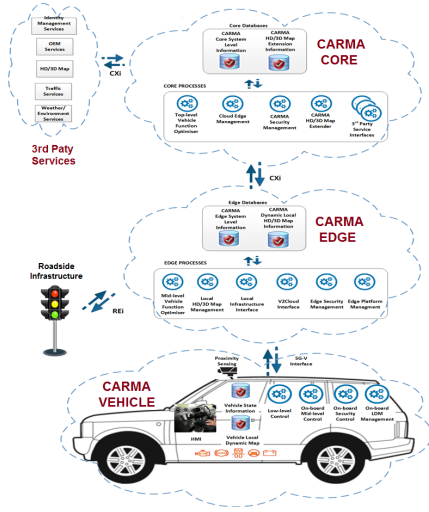 Identity
Management
Services
OEM
Services
HD/3D Map
Traffic
Services
Weather/
Environment
Services
3rd Paty
Services
CXi
Core Databases
CARMA
Core System
Level
Information
CARMA
HD/3D Map
Extension
Information
CARMA
CORE
CORE PROCESSES
Top-level
Vehicle
Function
Optimiser
Cloud Edge
Management
CARMA
Security
Management
CARMA
HD/3D Map
Extender
3rd Party
Service
Interfaces
CXi
Edge Databases
CARMA
Edge System
Level
Information
CARMA
Dynamic Local
HD/3D Map
Information
CARMA
EDGE
EDGE PROCESSES
Mid-level
Vehicle
Function
Optimiser
Local
HD/3D Map
Management
Local
Infrastructure
Interface
V2Cloud
Interface
Edge Security
Management
Edge Platform
Managment
Roadside
Infrastructure
REi
Proximity
Sensing
5G-V
Interface
CARMA
VEHICLE
HMI
Vehicle State
Information
Vehicle Local
Dynamic Map
Low-level
Control
On-board
Mid-level
Control
On-board
Security
Control
On-board
LDM
Management